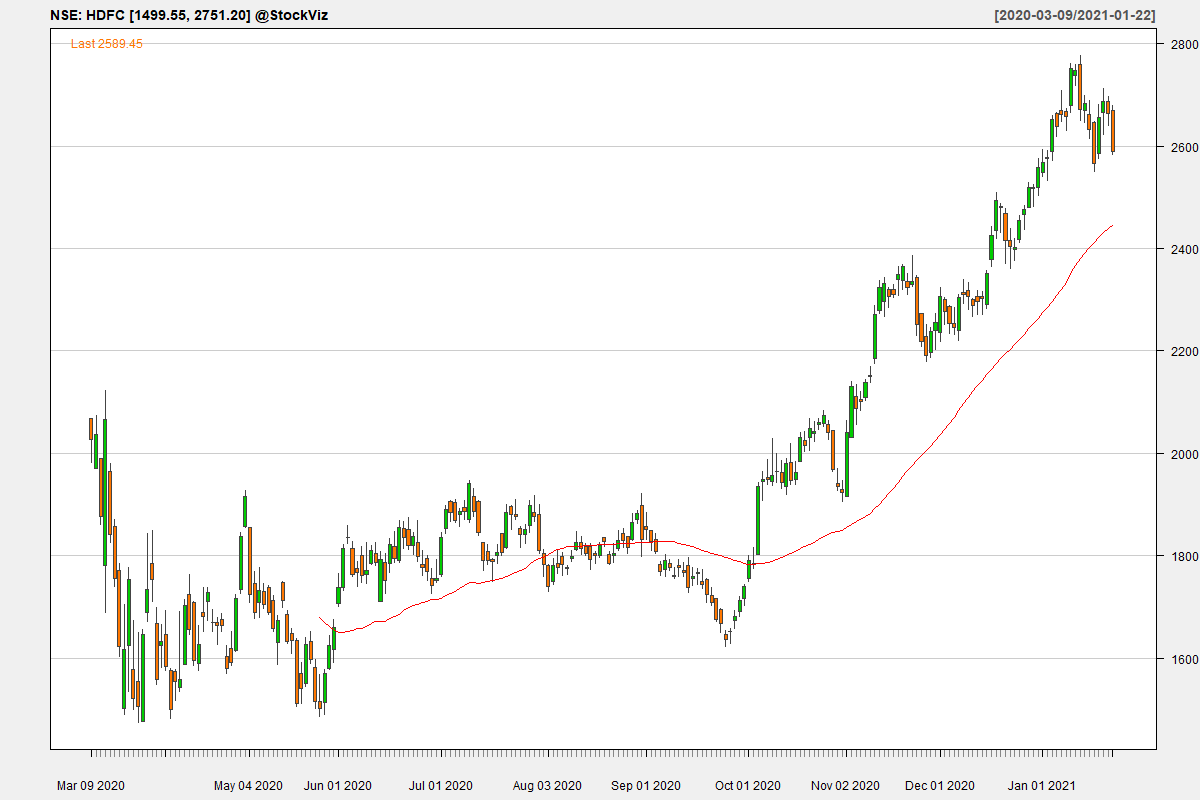 NSE: HDFC [1499.55, 2751.20] @StockViz
[2020-03-09/2021-01-22]
Last 2589.45
2800
2600
2400
2200
2000
1800
1600
Mar 09 2020 May 04 2020 Jun 01 2020 Jul 01 2020 Aug 03 2020 Sep 01 2020 Oct 01 2020 Nov 02 2020 Dec 01 2020 Jan 01 2021